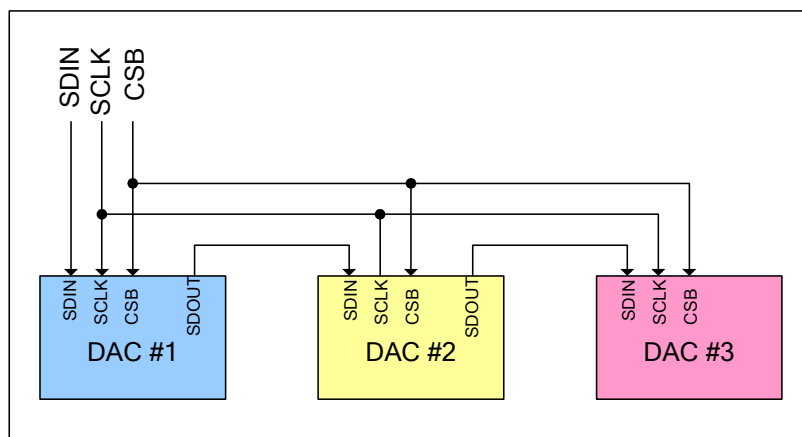 SDIN
SCLK
CSB
SDIN
SCLK
CSB
SDOUT
SDIN
SCLK
CSB
SDOUT
SDIN
SCLK
CSB
DAC #1
DAC #2
DAC #3